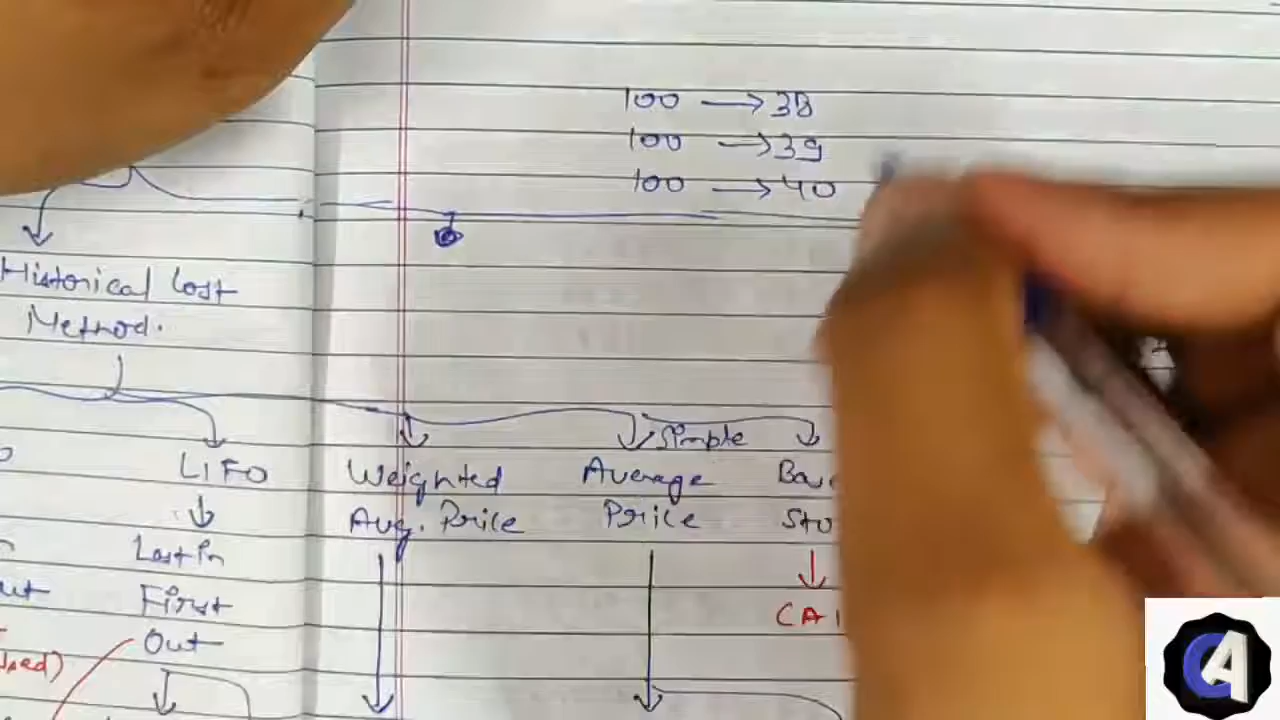 100 → 38
100 → 39
100 → 40
Historical Cost
Method.
Simple
LIFO
Weighted
Average
Avg. Price
Price
Last in
First
Out
CA